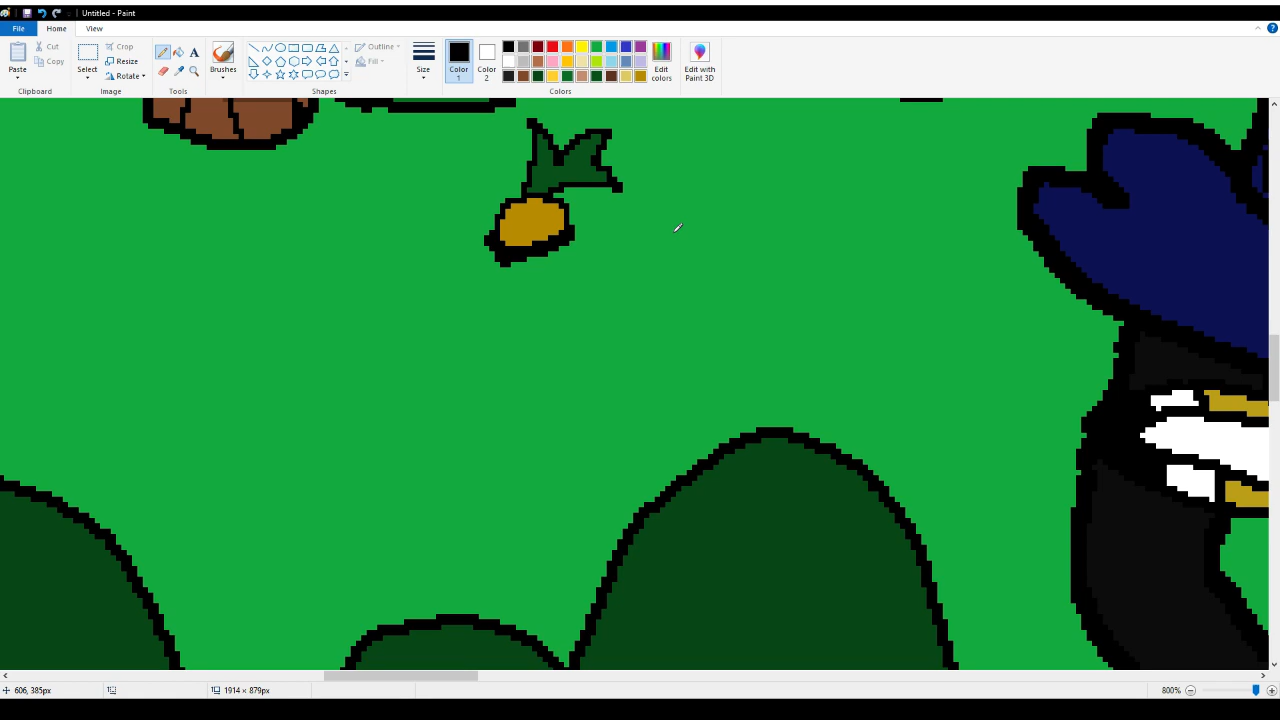 Untitled - Paint
File Home View
Paste Cut Copy Clipboard
Select Crop Resize Rotate Image
A Tools
Brushes
Outline Fill Shapes
Size
Color 1 Color 2 Edit colors Colors
Edit with Paint 3D
606, 385px 1914 × 879px 800%